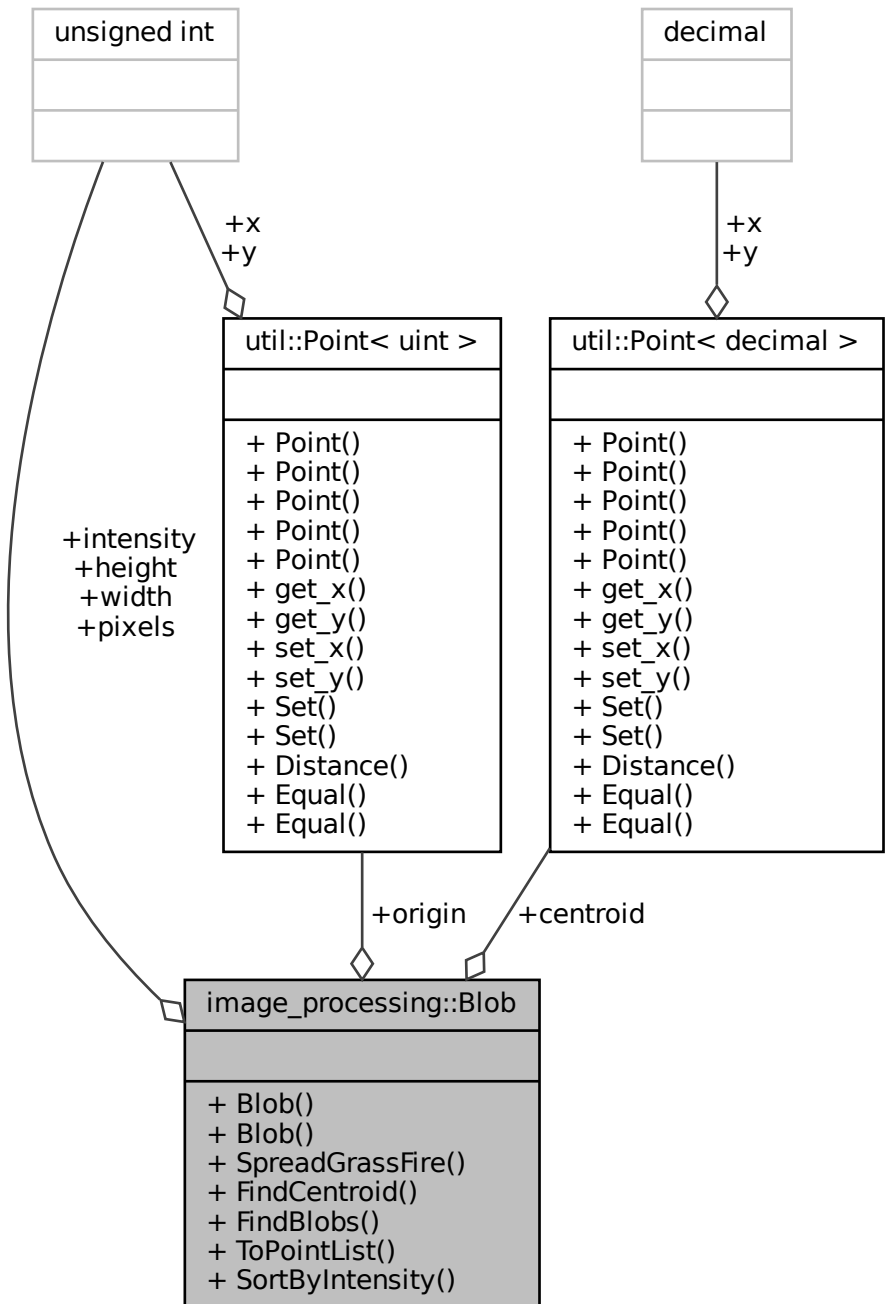 unsigned int
decimal
+x
+y
+x
+y
util::Point< uint >
+ Point()
+ Point()
+ Point()
+ Point()
+ Point()
+ get_x()
+ get_y()
+ set_x()
+ set_y()
+ Set()
+ Set()
+ Distance()
+ Equal()
+ Equal()
util::Point< decimal >
+ Point()
+ Point()
+ Point()
+ Point()
+ Point()
+ get_x()
+ get_y()
+ set_x()
+ set_y()
+ Set()
+ Set()
+ Distance()
+ Equal()
+ Equal()
+intensity
+height
+width
+pixels
+origin
+centroid
image_processing::Blob
+ Blob()
+ Blob()
+ SpreadGrassFire()
+ FindCentroid()
+ FindBlobs()
+ ToPointList()
+ SortByIntensity()